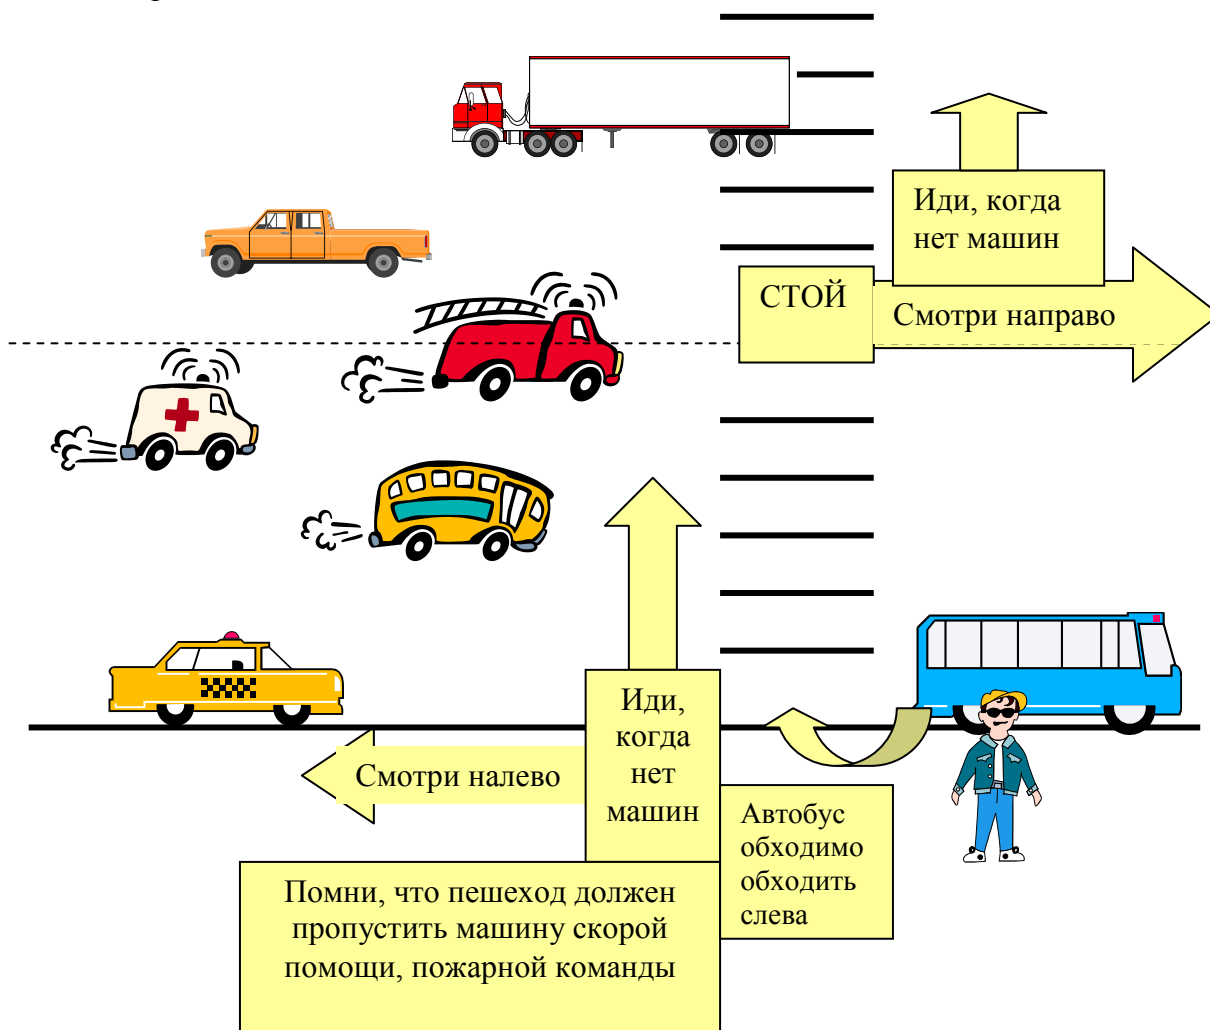 Иди, когда
нет машин
СТОЙ
Смотри направо
Иди,
когда
нет
машин
Смотри налево
Автобус
обходимо
обходить
слева
Помни, что пешеход должен
пропустить машину скорой
помощи, пожарной команды